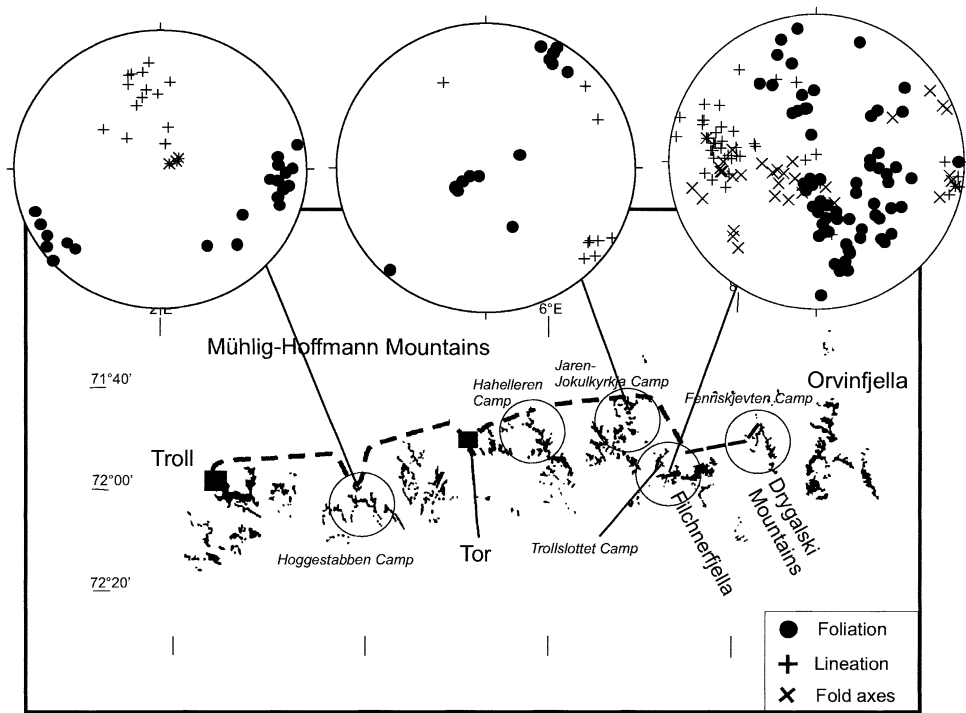 6°E
8
Mühlig-Hoffmann Mountains
Jaren-
Jokulkyrkja Camp
71°40'
Hahelleren
Camp
Fenriskjevten Camp
Orvinfjella
Troll
72°00'
Hoggestabben Camp
Tor
Trollslottet Camp
Filchnerfjella
Drygalski
Mountains
72°20'
Foliation
Lineation
Fold axes